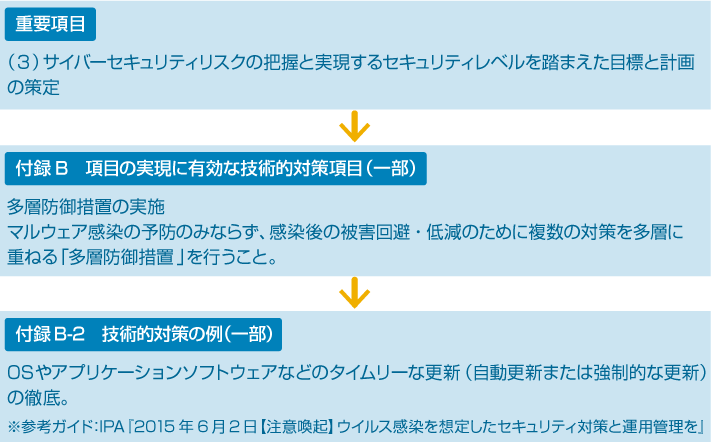 重要項目
（3）サイバーセキュリティリスクの把握と実現するセキュリティレベルを踏まえた目標と計画
の策定
付録B　項目の実現に有効な技術的対策項目（一部）
多層防御措置の実施
マルウェア感染の予防のみならず、感染後の被害回避・低減のために複数の対策を多層に
重ねる「多層防御措置」を行うこと。
付録B-2　技術的対策の例（一部）
OSやアプリケーションソフトウェアなどのタイムリーな更新（自動更新または強制的な更新）
の徹底。
※参考ガイド：IPA『2015年6月2日【注意喚起】ウイルス感染を想定したセキュリティ対策と運用管理を』